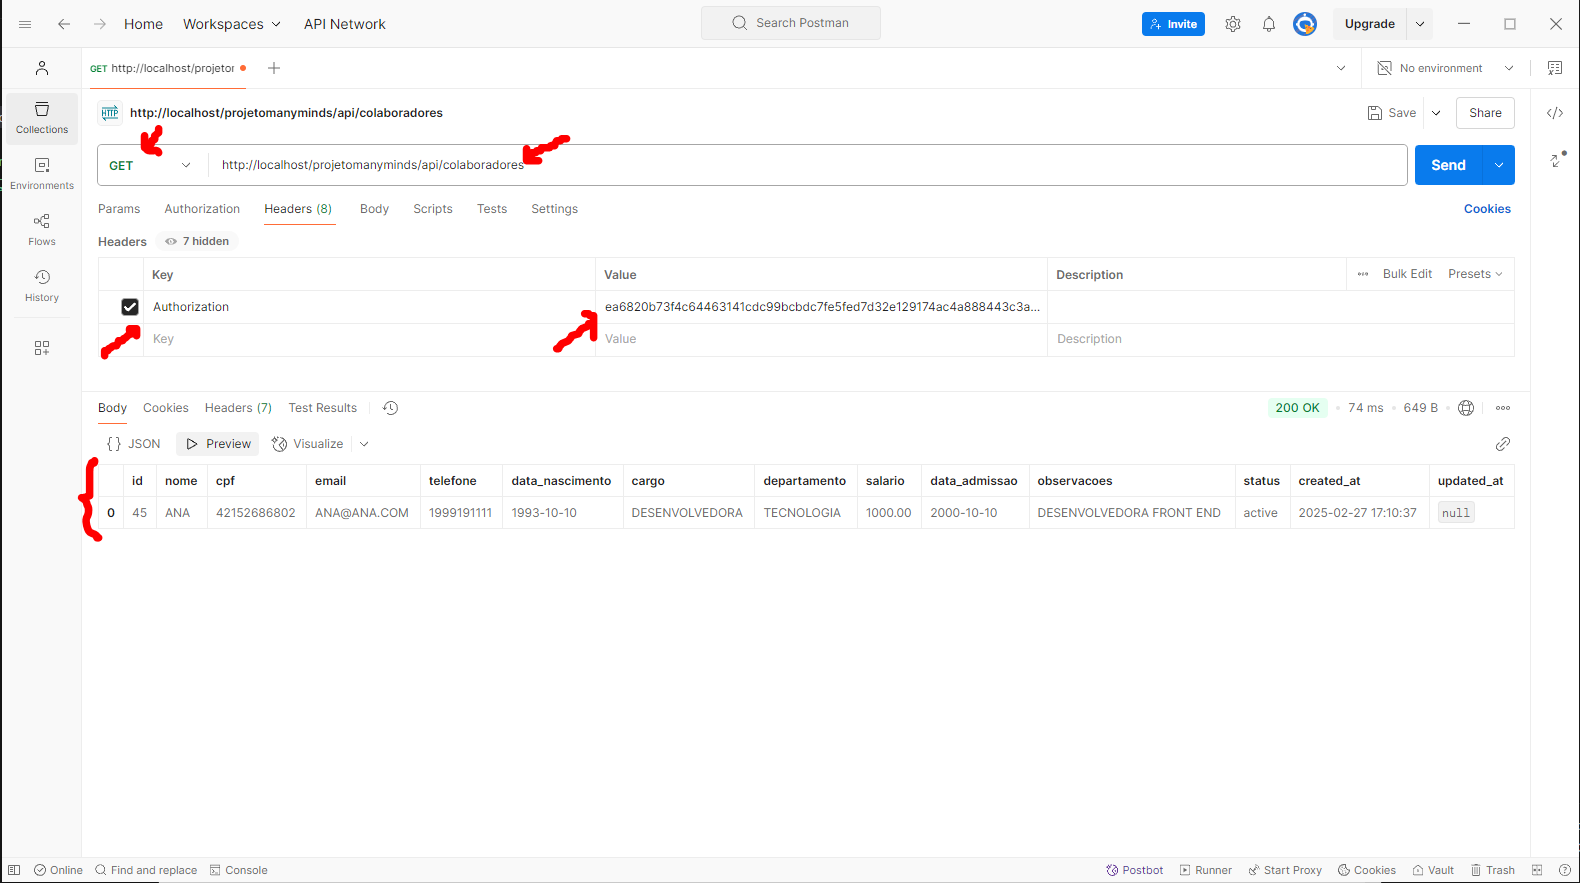 Home Workspaces API Network Search Postman Invite Upgrade
GET http://localhost/projetor No environment
Collections
Environments
Flows
History
HTTP http://localhost/projetomanyminds/api/colaboradores Save Share
GET http://localhost/projetomanyminds/api/colaboradores Send
Params Authorization Headers (8) Body Scripts Tests Settings Cookies
Headers 7 hidden
Key Value Description Bulk Edit Presets
Authorization ea6820b73f4c64463141cdc99bcbdc7fe5fed7d32e129174ac4a888443c3a...
Key Value Description
Body Cookies Headers (7) Test Results 200 OK 74 ms 649 B
{} JSON Preview Visualize
id nome cpf email telefone data_nascimento cargo departamento salario data_admissao observacoes status created_at updated_at
0 45 ANA 42152686802 ANA@ANA.COM 1999191111 1993-10-10 DESENVOLVEDORA TECNOLOGIA 1000.00 2000-10-10 DESENVOLVEDORA FRONT END active 2025-02-27 17:10:37 null
Online Find and replace Console Postbot Runner Start Proxy Cookies Vault Trash